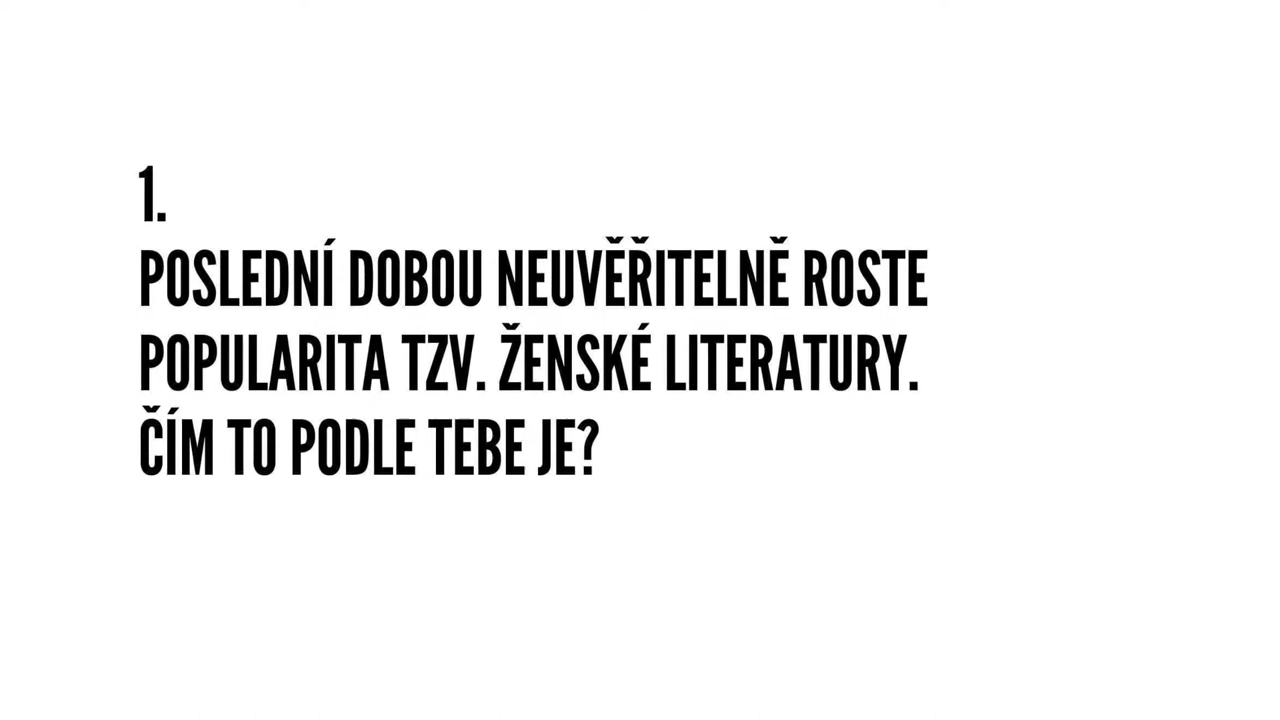 1.
POSLEDNÍ DOBOU NEUVĚŘITELNĚ ROSTE
POPULARITA TZV. ŽENSKÉ LITERATURY.
ČÍM TO PODLE TEBE JE?